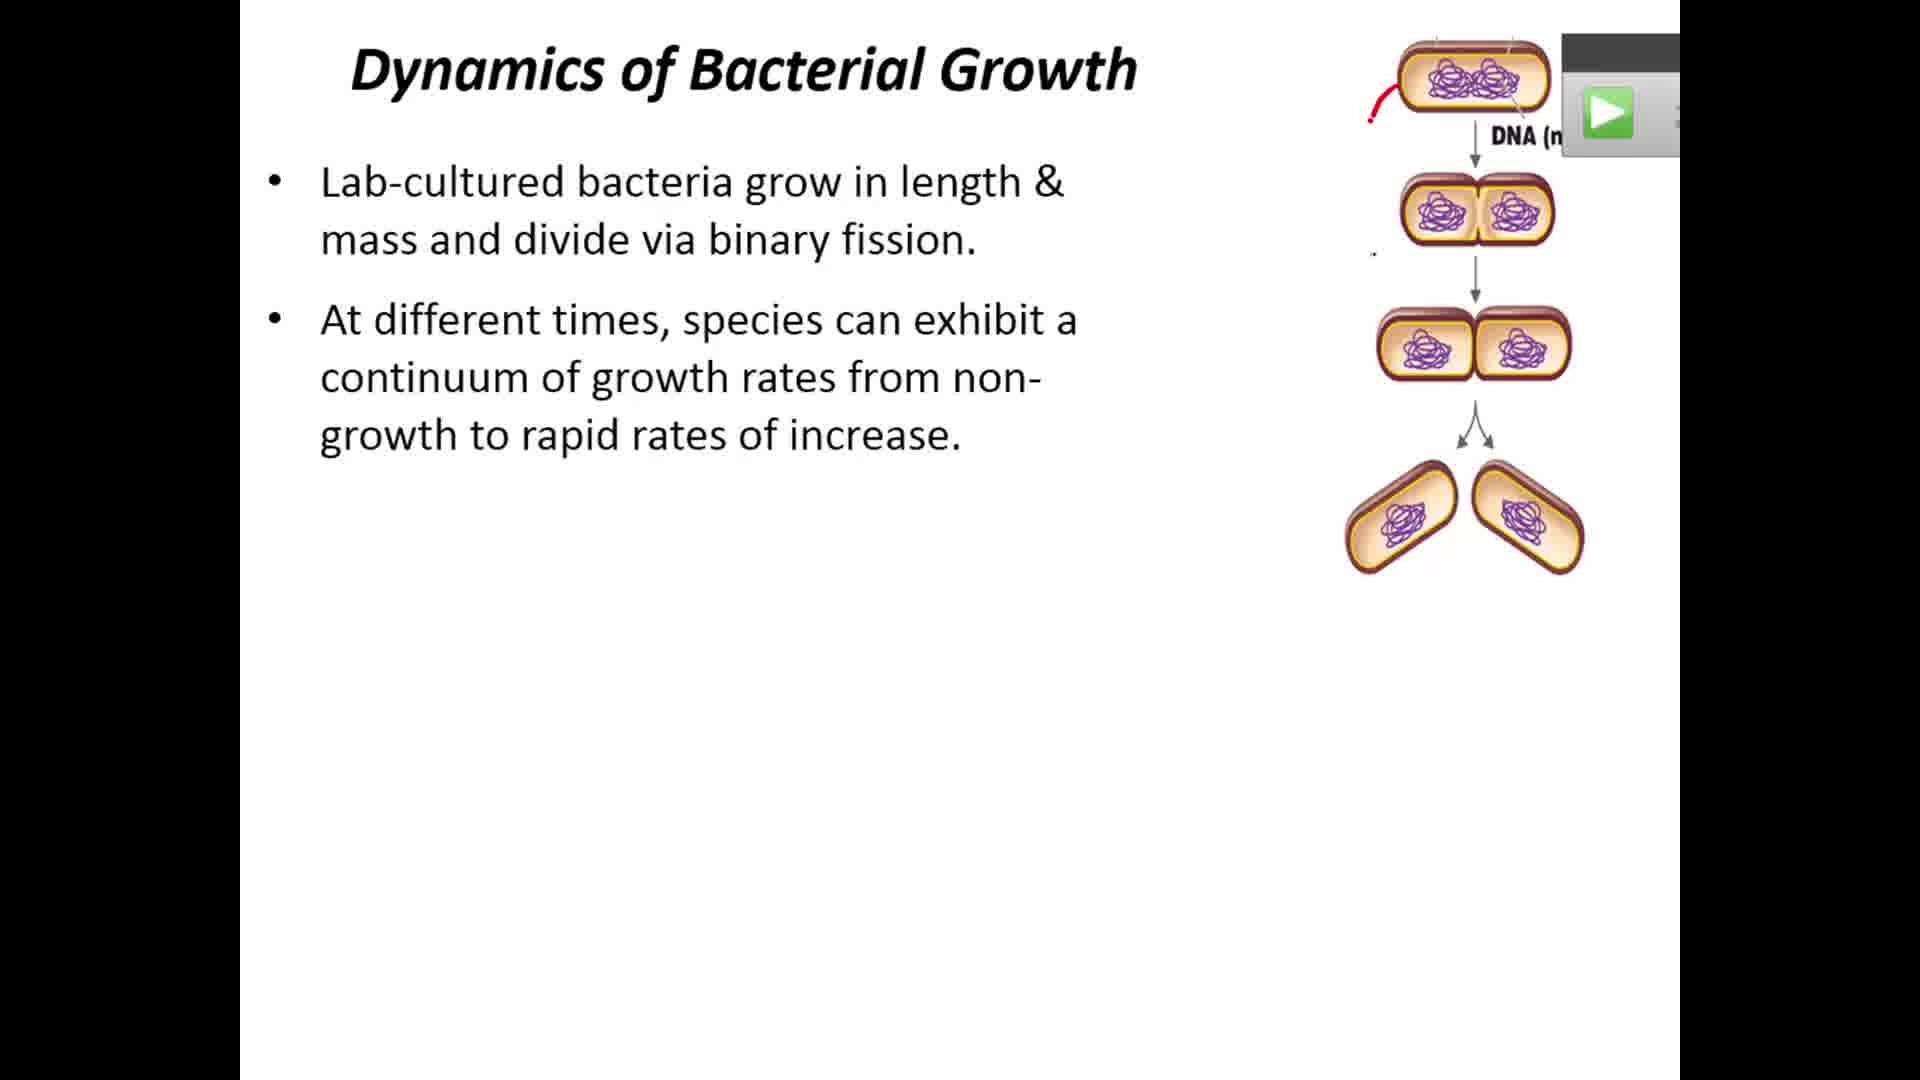 Dynamics of Bacterial Growth
• Lab-cultured bacteria grow in length &
mass and divide via binary fission.
• At different times, species can exhibit a
continuum of growth rates from non-
growth to rapid rates of increase.
DNA (n